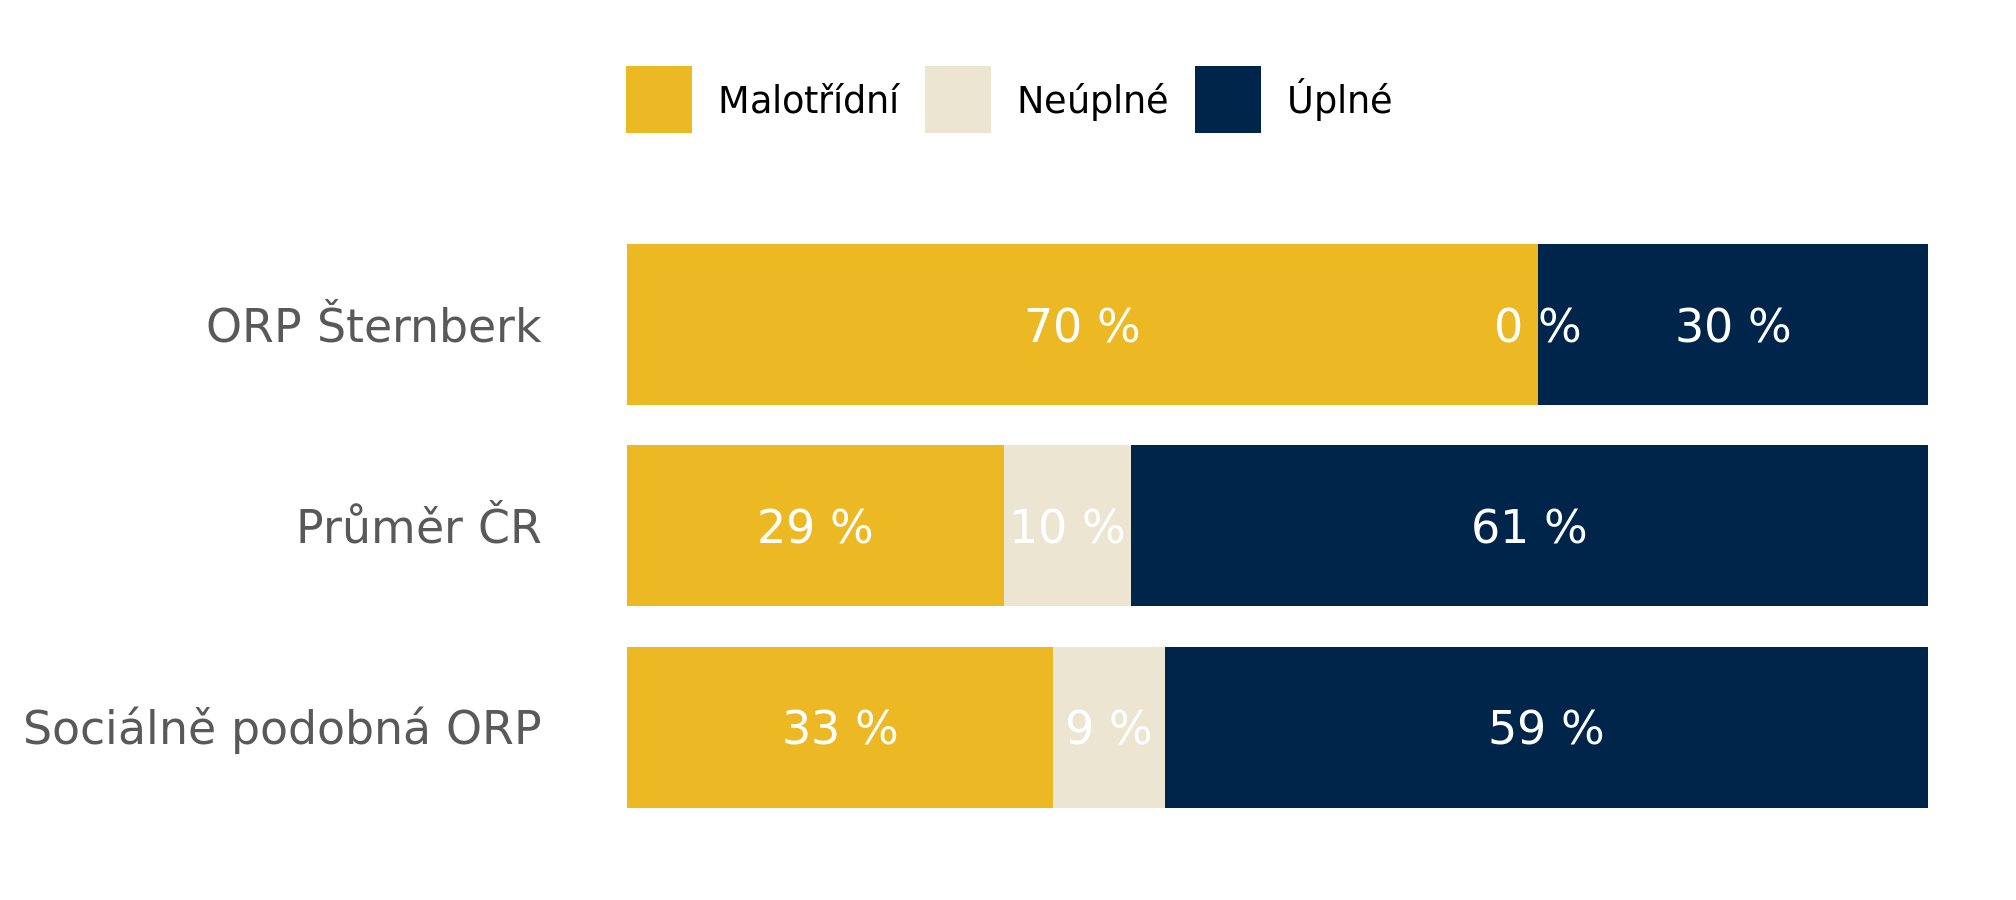 Malotřídní Neúplné Úplné
ORP Šternberk 70 % 0 % 30 %
Průměr ČR 29 % 10 % 61 %
Sociálně podobná ORP 33 % 9 % 59 %